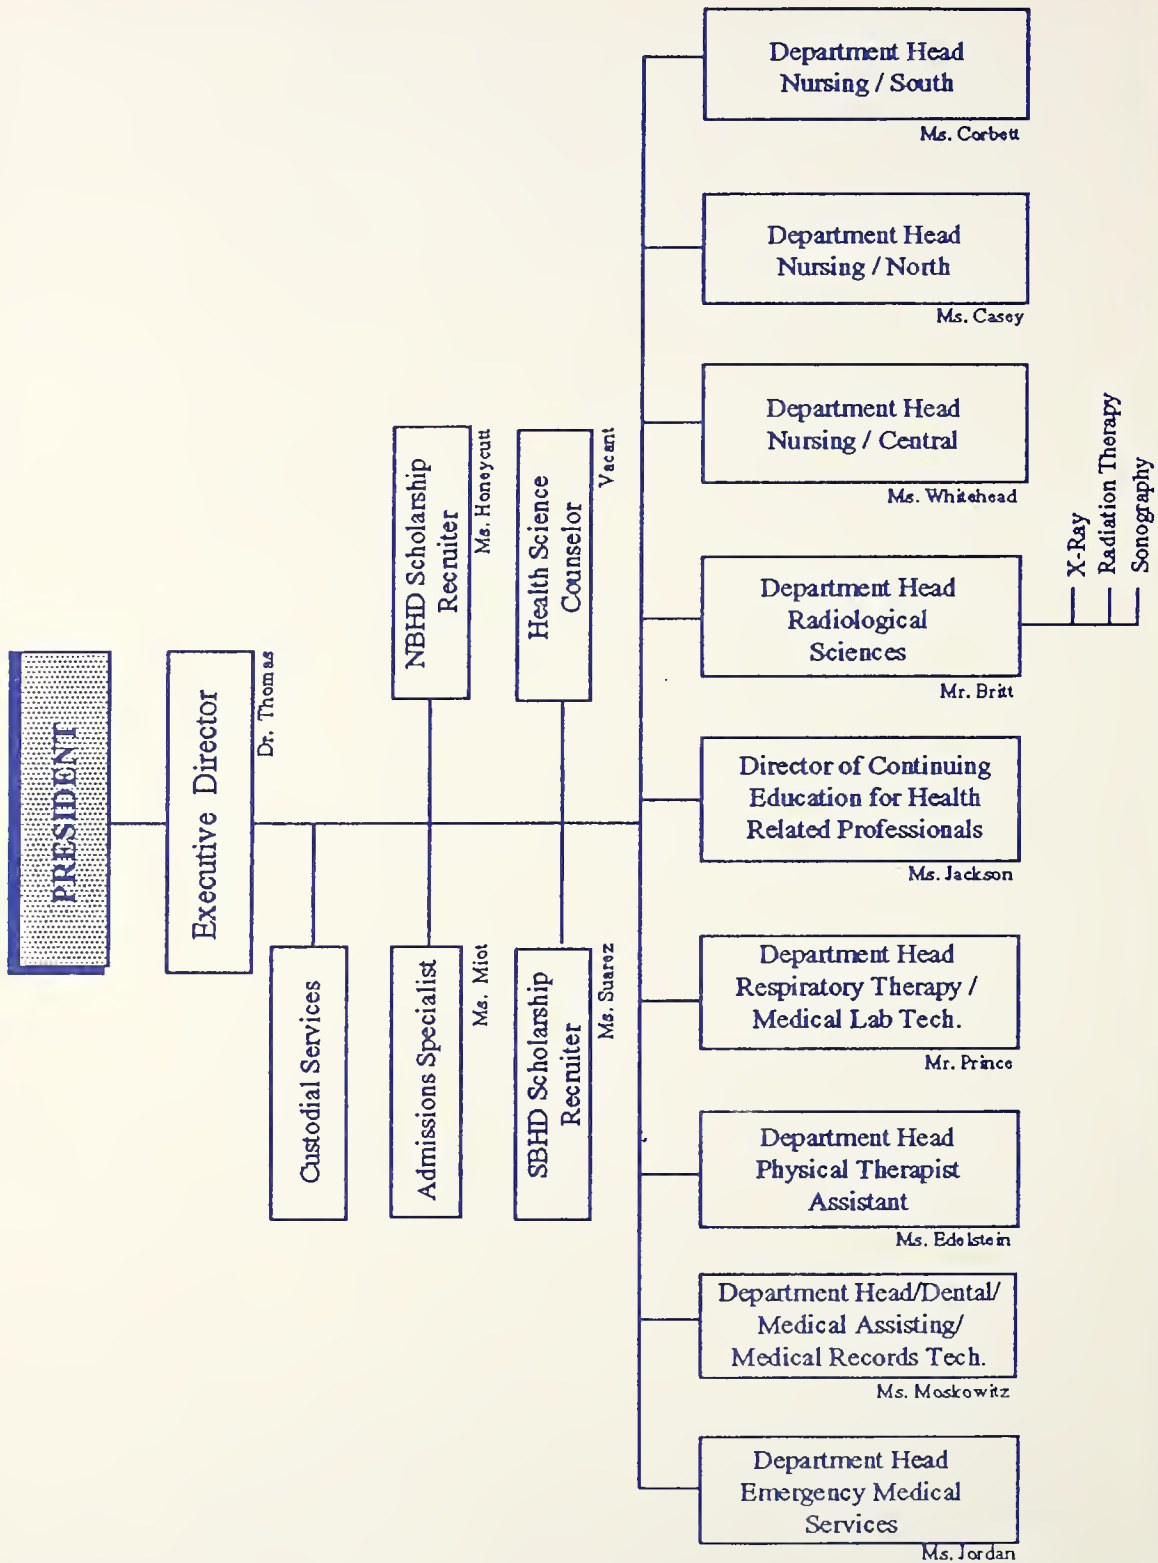 PRESIDENT
Executive Director
Dr. Thomas
Custodial Services
Admissions Specialist
Ms. Miot
NBHD Scholarship
Recruiter
Ms. Honeycutt
SBHD Scholarship
Recruiter
Ms. Suarez
Health Science
Counselor
Vacant
Department Head
Nursing / South
Ms. Corbett
Department Head
Nursing / North
Ms. Casey
Department Head
Nursing / Central
Ms. Whitehead
Department Head
Radiological
Sciences
Mr. Britt
X-Ray
Radiation Therapy
Sonography
Director of Continuing
Education for Health
Related Professionals
Ms. Jackson
Department Head
Respiratory Therapy /
Medical Lab Tech.
Mr. Prince
Department Head
Physical Therapist
Assistant
Ms. Edelstein
Department Head/Dental/
Medical Assisting/
Medical Records Tech.
Ms. Moskowitz
Department Head
Emergency Medical
Services
Ms. Jordan